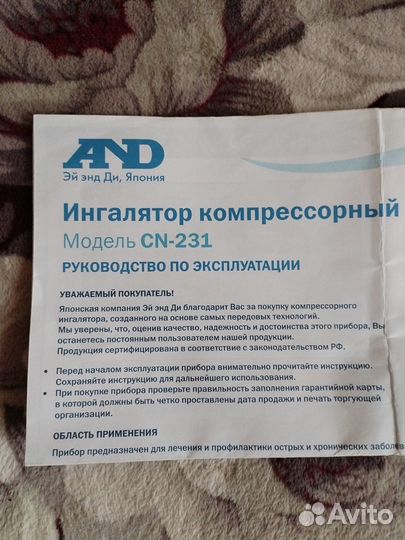 AND
Эй энд Ди, Япония
Ингалятор компрессорный
Модель CN-231
РУКОВОДСТВО ПО ЭКСПЛУАТАЦИИ
УВАЖАЕМЫЙ ПОКУПАТЕЛЬ!
Японская компания Эй энд Ди благодарит Вас за покупку компрессорного
ингалятора, созданного на основе самых передовых технологий.
Мы уверены, что, оценив качество, надежность и достоинства этого прибора, Вы
останетесь постоянным пользователем нашей продукции.
Продукция сертифицирована в соответствие с законодательством РФ.
• Перед началом эксплуатации прибора внимательно прочитайте инструкцию.
Сохраняйте инструкции для дальнейшего использования.
• При покупке прибора проверьте правильность заполнения гарантийной карты,
в которой должны быть четко проставлены дата продажи и печать торгующей
организации.
ОБЛАСТЬ ПРИМЕНЕНИЯ
Прибор предназначен для лечения и профилактики острых и хронических заболев
Avito